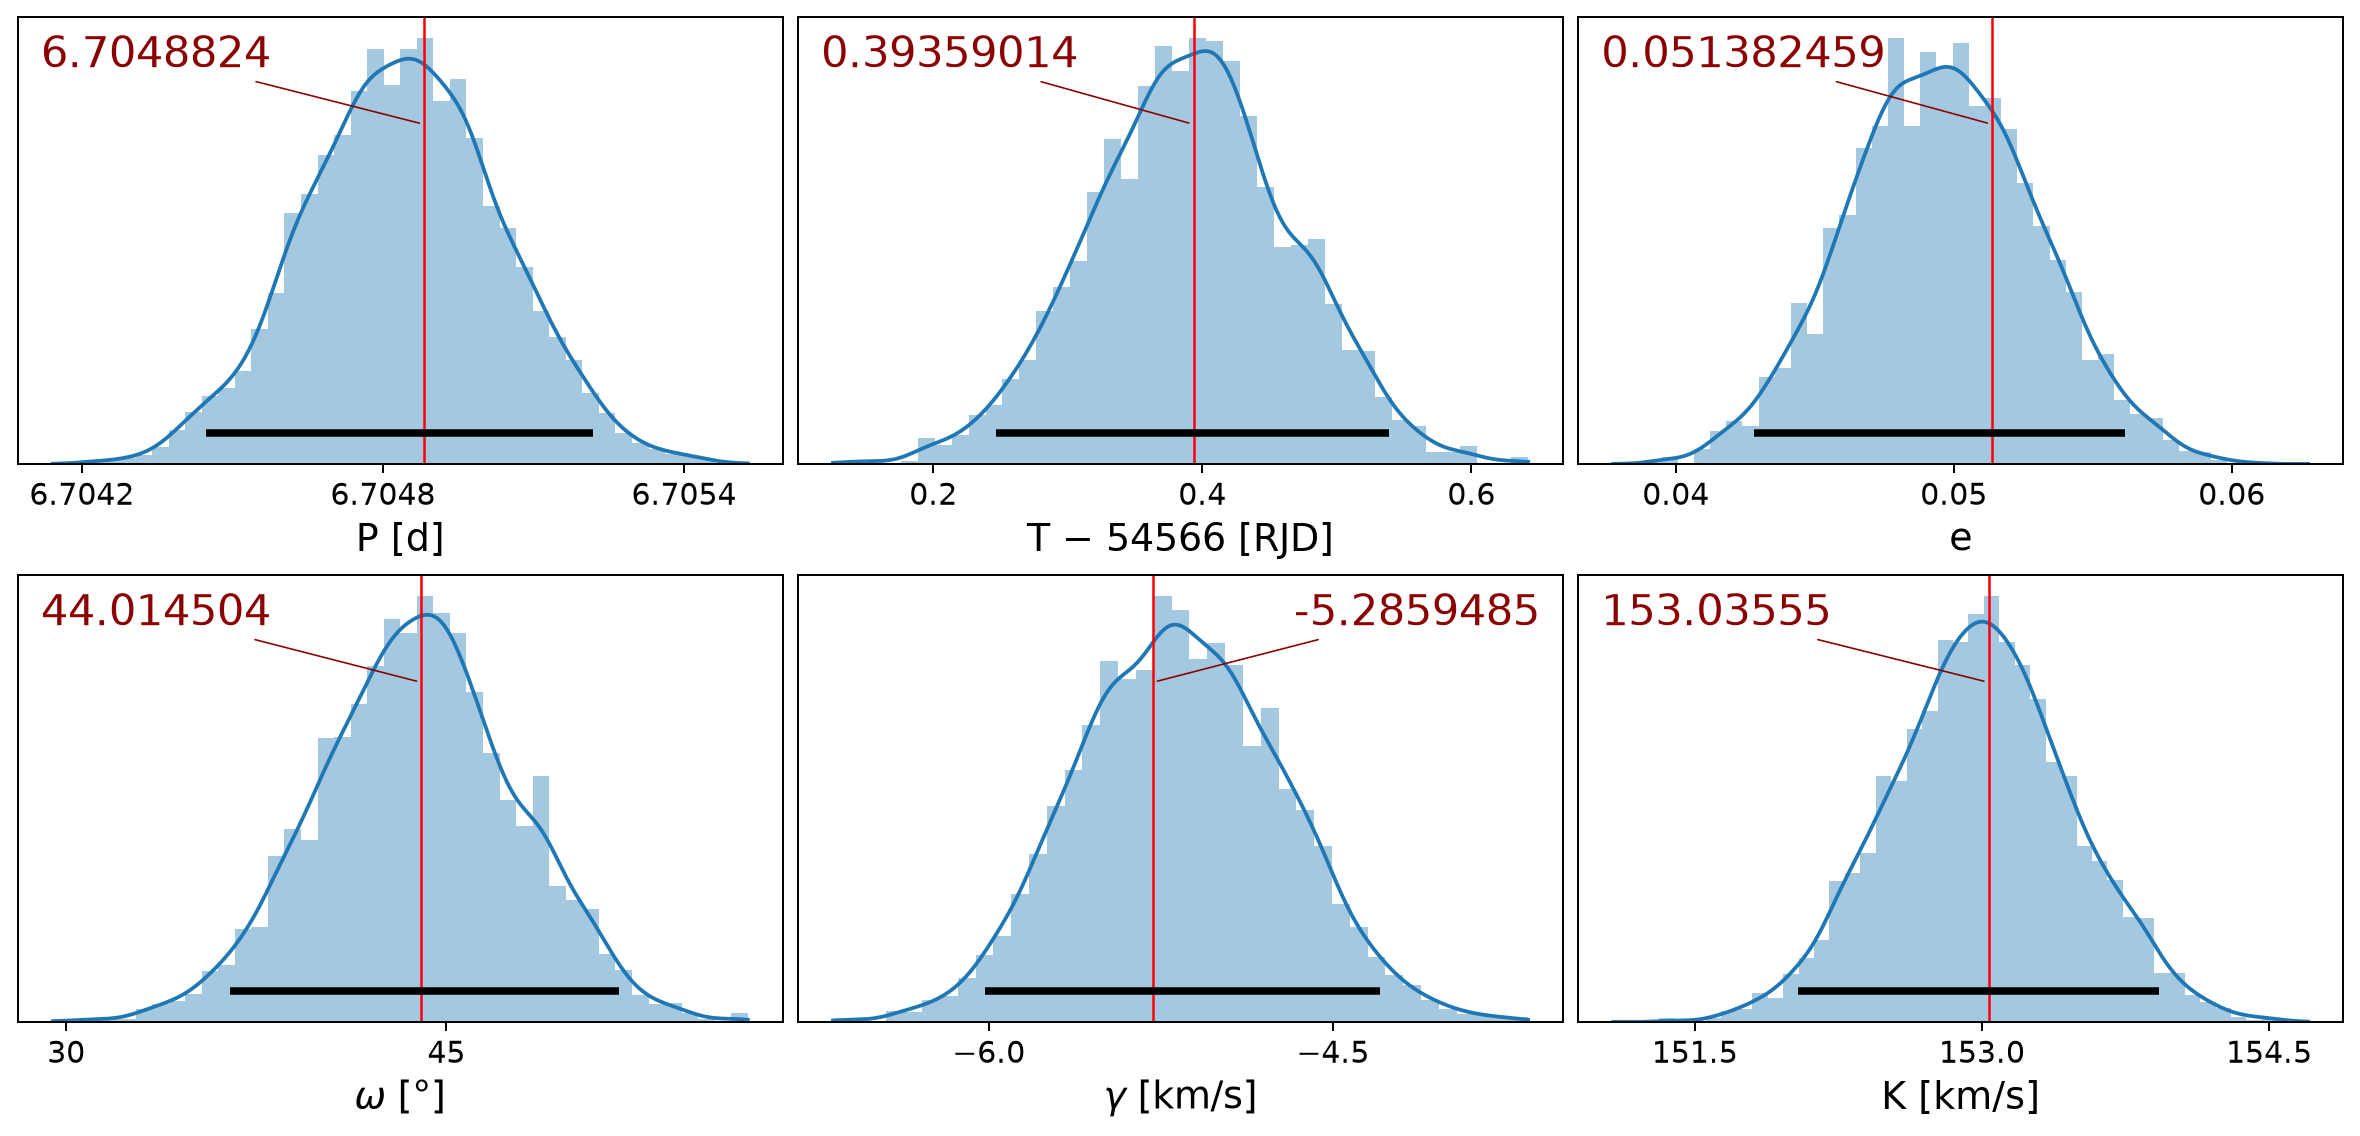 6.7048824
6.7042 6.7048 6.7054
P [d]
0.39359014
0.2 0.4 0.6
T − 54566 [RJD]
0.051382459
0.04 0.05 0.06
e
44.014504
30 45
ω [°]
-5.2859485
−6.0 −4.5
γ [km/s]
153.03555
151.5 153.0 154.5
K [km/s]